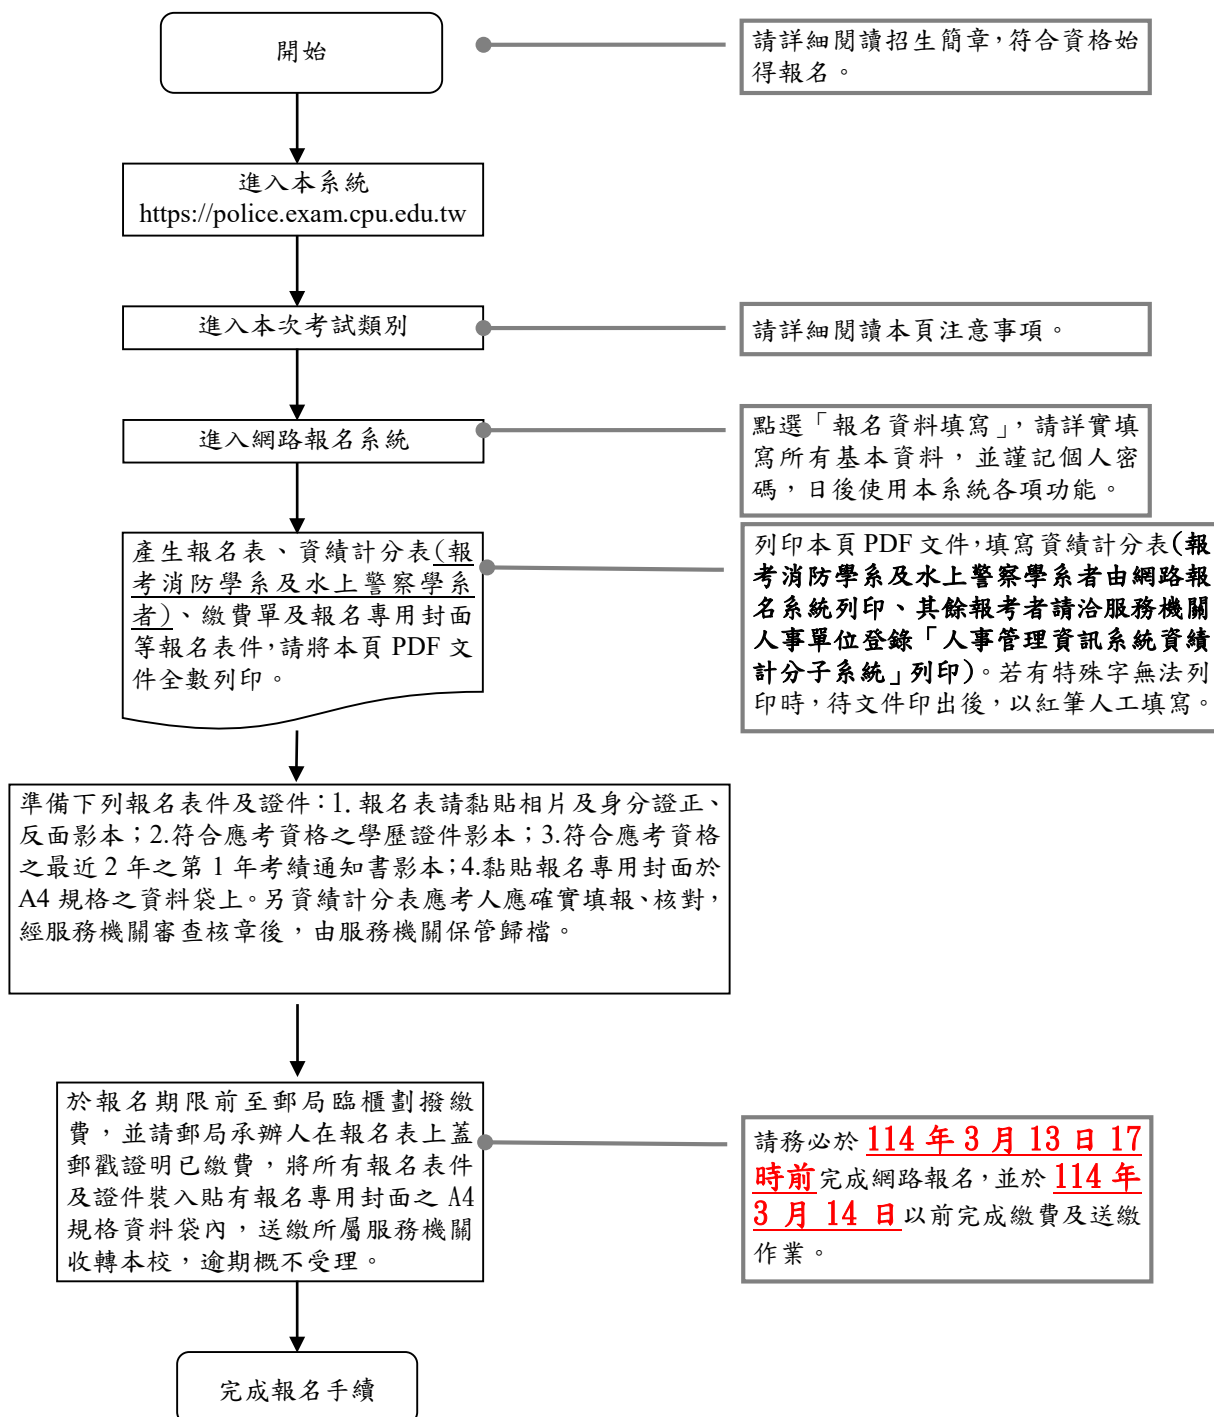 開始
請詳細閱讀招生簡章，符合資格始
得報名。
進入本系統
https://police.exam.cpu.edu.tw
進入本次考試類別
請詳細閱讀本頁注意事項。
進入網路報名系統
點選「報名資料填寫」，請詳實填
寫所有基本資料，並謹記個人密
碼，日後使用本系統各項功能。
產生報名表、資績計分表(報
考消防學系及水上警察學系
者)、繳費單及報名專用封面
等報名表件，請將本頁 PDF 文
件全數列印。
列印本頁 PDF 文件，填寫資績計分表(報
考消防學系及水上警察學系者由網路報
名系統列印、其餘報考者請洽服務機關
人事單位登錄「人事管理資訊系統資績
計分子系統」列印)。若有特殊字無法列
印時，待文件印出後，以紅筆人工填寫。
準備下列報名表件及證件：1. 報名表請黏貼相片及身分證正、
反面影本；2.符合應考資格之學歷證件影本；3.符合應考資格
之最近 2 年之第 1 年考績通知書影本；4.黏貼報名專用封面於
A4 規格之資料袋上。另資績計分表應考人應確實填報、核對，
經服務機關審查核章後，由服務機關保管歸檔。
於報名期限前至郵局臨櫃劃撥繳
費，並請郵局承辦人在報名表上蓋
郵戳證明已繳費，將所有報名表件
及證件裝入貼有報名專用封面之 A4
規格資料袋內，送繳所屬服務機關
收轉本校，逾期概不受理。
請務必於 114 年 3 月 13 日 17
時前完成網路報名，並於 114 年
3 月 14 日以前完成繳費及送繳
作業。
完成報名手續